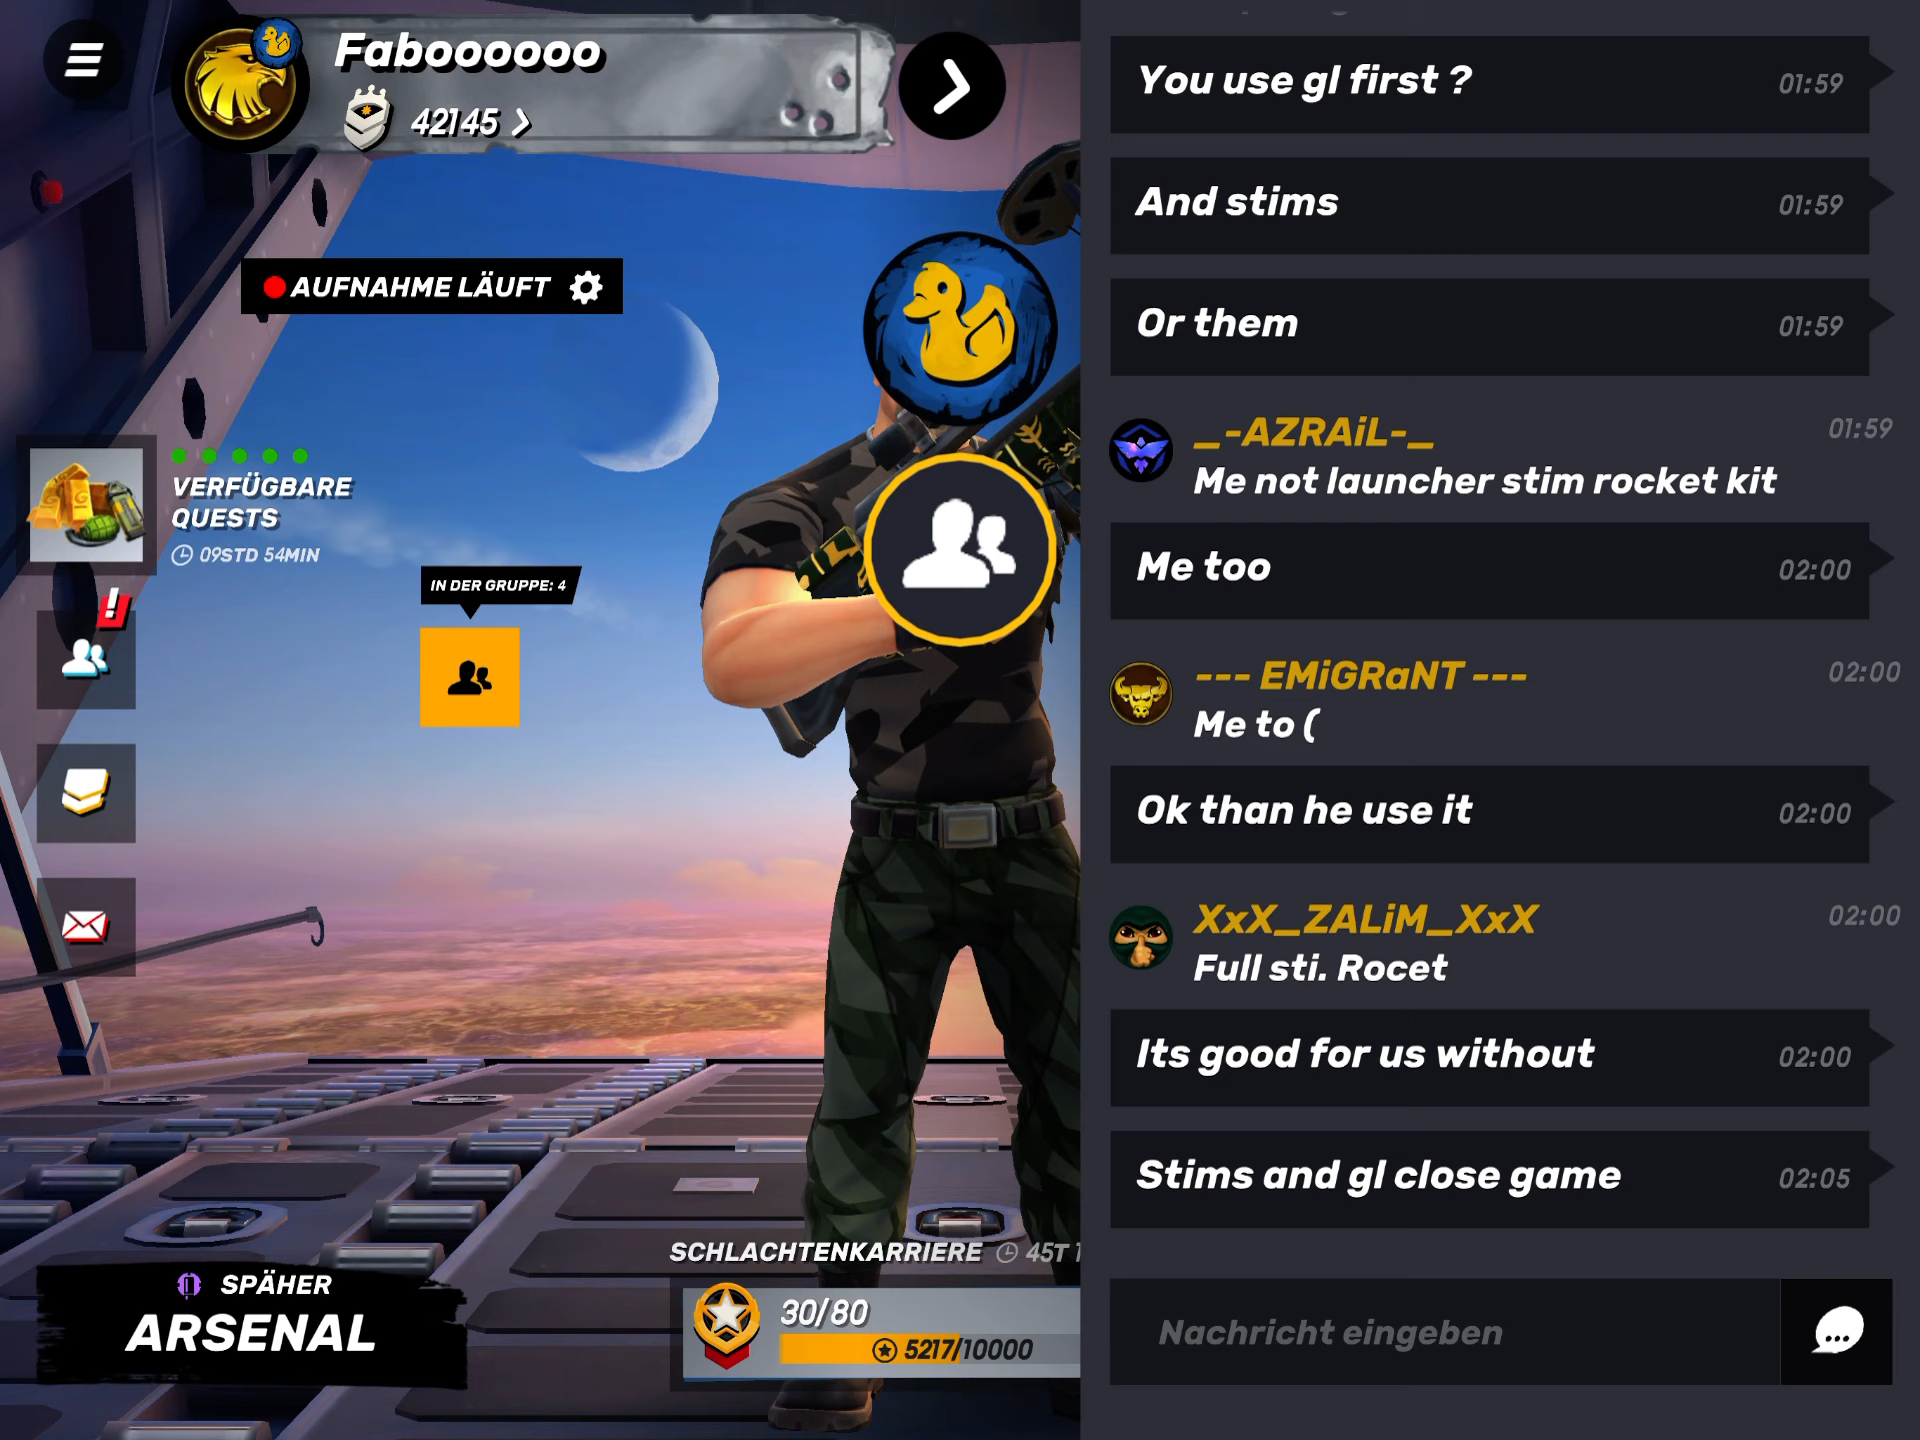 Faboooooo
42145
AUFNAHME LÄUFT
VERFÜGBARE
QUESTS
09STD 54MIN
IN DER GRUPPE: 4
SCHLACHTENKARRIERE 45T 1
30/80
5217/10000
SPÄHER
ARSENAL
You use gl first ? 01:59
And stims 01:59
Or them 01:59
_-AZRAiL-_ 01:59
Me not launcher stim rocket kit
Me too 02:00
--- EMiGRaNT --- 02:00
Me to (
Ok than he use it 02:00
XxX_ZALiM_XxX 02:00
Full sti. Rocet
Its good for us without 02:00
Stims and gl close game 02:05
Nachricht eingeben